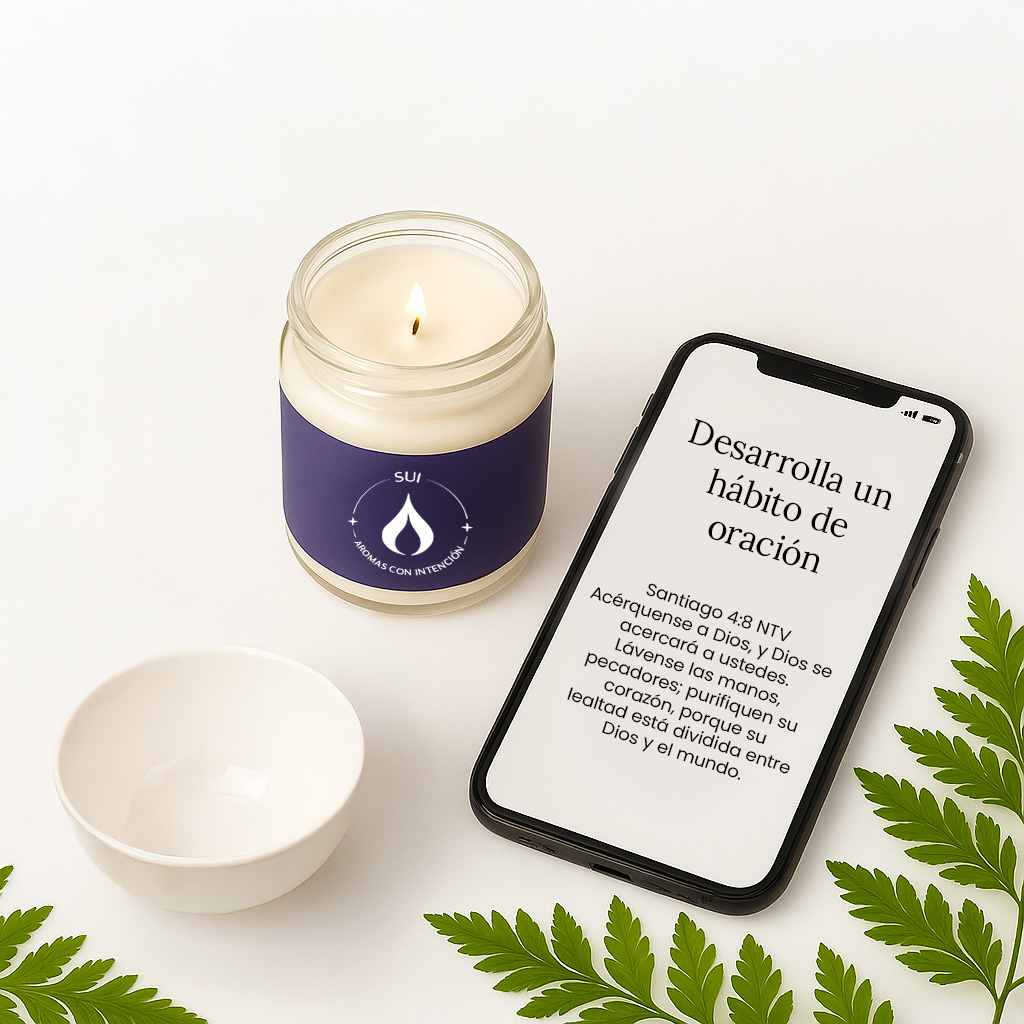 SUI
AROMAS CON INTENCIÓN
Desarrolla un
hábito de
oración
Santiago 4:8 NTV
Acérquense a Dios, y Dios se
acercará a ustedes.
Lávense las manos,
pecadores; purifiquen su
corazón, porque su
lealtad está dividida entre
Dios y el mundo.